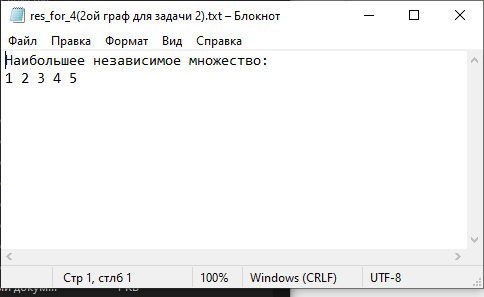 res_for_4(2ой граф для задачи 2).txt – Блокнот
Файл Правка Формат Вид Справка
Наибольшее независимое множество:
1 2 3 4 5
Стр 1, стлб 1 100% Windows (CRLF) UTF-8